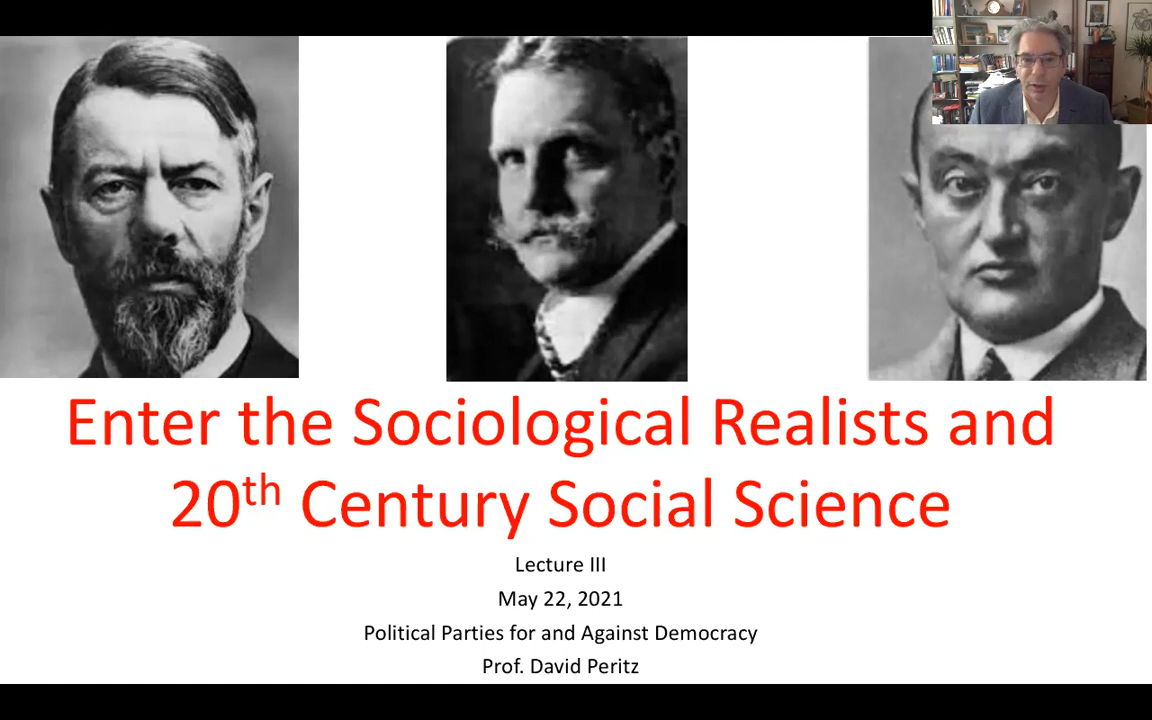 Enter the Sociological Realists and
20th Century Social Science
Lecture III
May 22, 2021
Political Parties for and Against Democracy
Prof. David Peritz